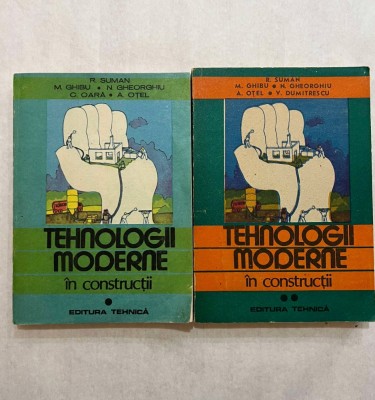 R. SUMAN
M. GHIBU • N. GHEORGHIU
C. OARĂ • A. OȚEL
TEHNOLOGII
MODERNE
în construcții
•
EDITURA TEHNICĂ
R. SUMAN
M. GHIBU • N. GHEORGHIU
A. OȚEL • V. DUMITRESCU
TEHNOLOGII
MODERNE
în construcții
••
EDITURA TEHNICĂ